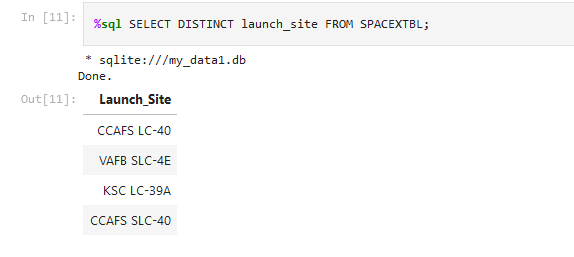 In [11]: %sql SELECT DISTINCT launch_site FROM SPACEXTBL;
* sqlite:///my_data1.db
Done.
Out[11]: Launch_Site
CCAFS LC-40
VAFB SLC-4E
KSC LC-39A
CCAFS SLC-40